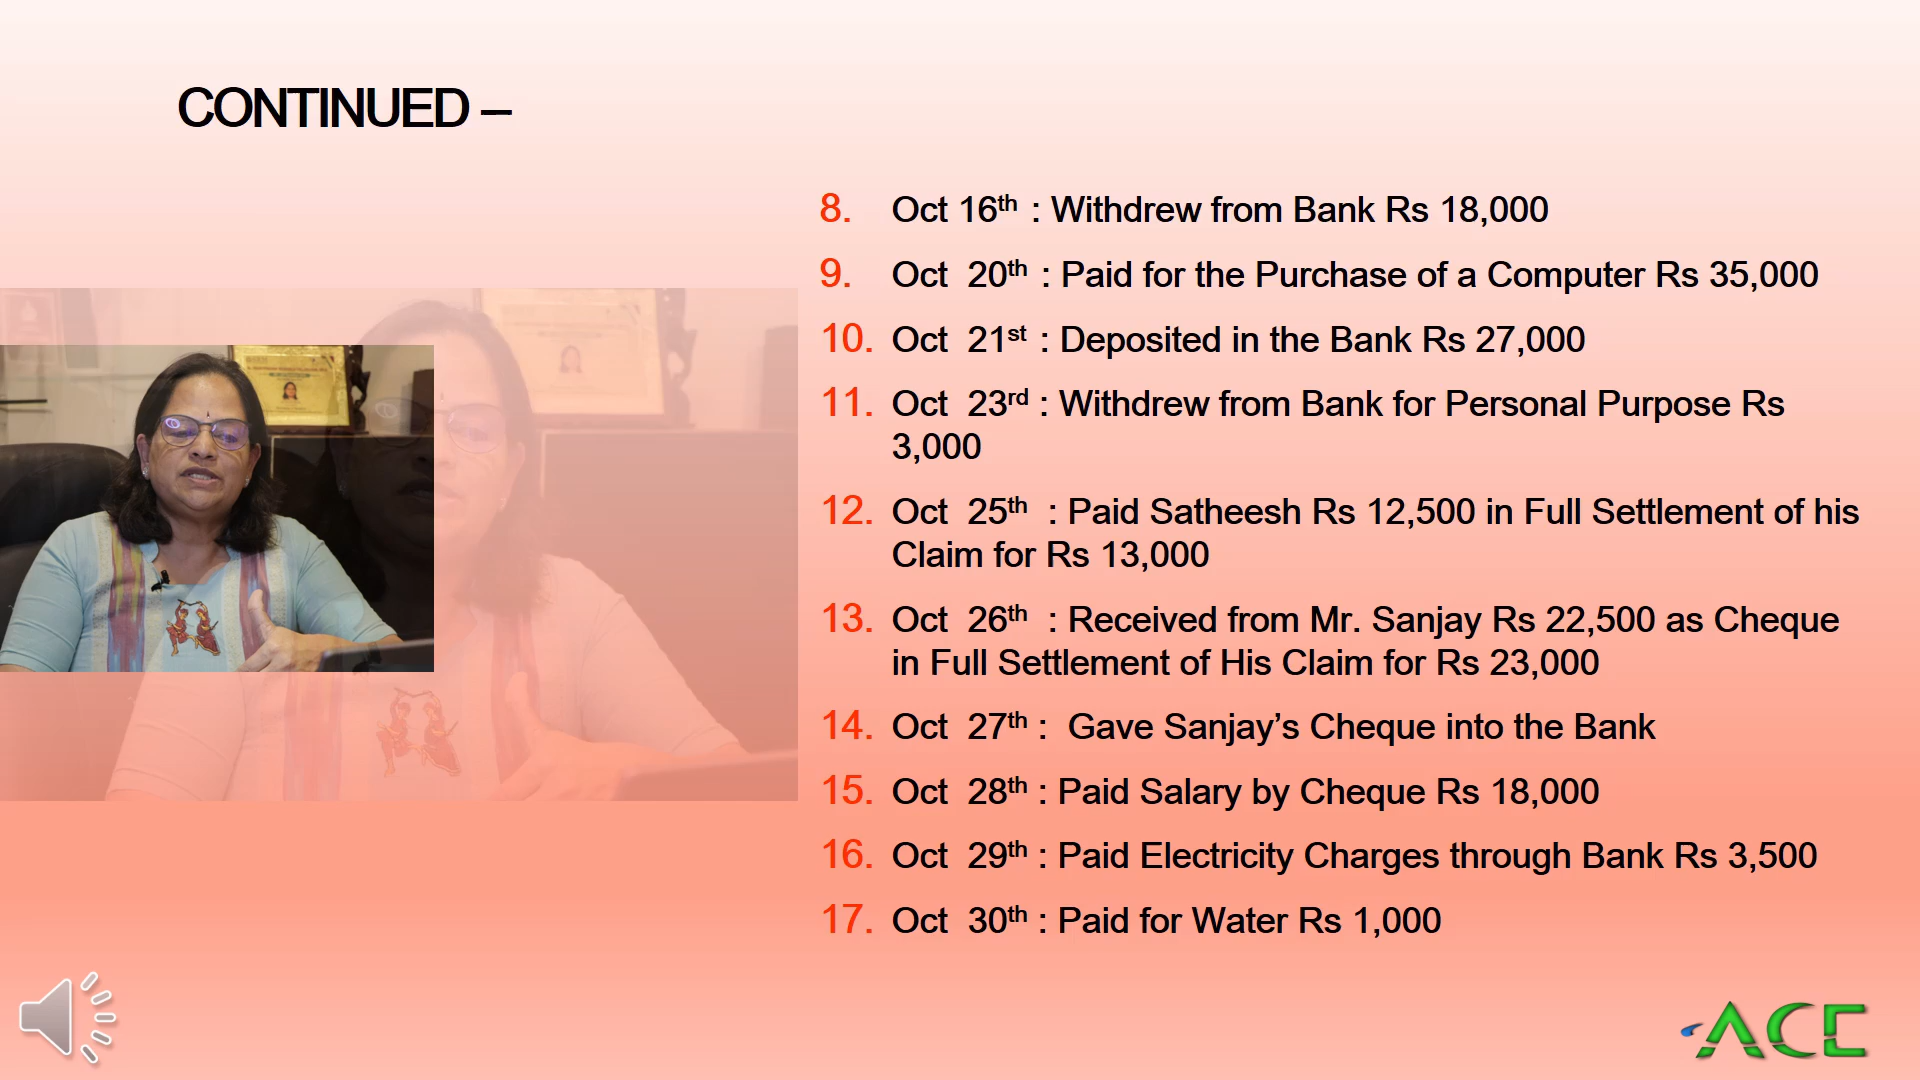 CONTINUED –
8. Oct 16th : Withdrew from Bank Rs 18,000
9. Oct 20th : Paid for the Purchase of a Computer Rs 35,000
10. Oct 21st : Deposited in the Bank Rs 27,000
11. Oct 23rd : Withdrew from Bank for Personal Purpose Rs
3,000
12. Oct 25th : Paid Satheesh Rs 12,500 in Full Settlement of his
Claim for Rs 13,000
13. Oct 26th : Received from Mr. Sanjay Rs 22,500 as Cheque
in Full Settlement of His Claim for Rs 23,000
14. Oct 27th : Gave Sanjay’s Cheque into the Bank
15. Oct 28th : Paid Salary by Cheque Rs 18,000
16. Oct 29th : Paid Electricity Charges through Bank Rs 3,500
17. Oct 30th : Paid for Water Rs 1,000
ACE